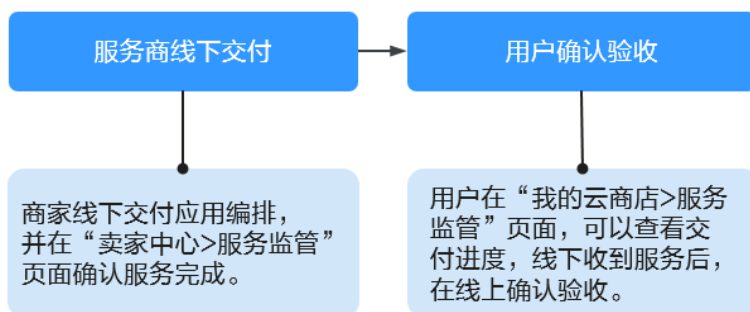 服务商线下交付
用户确认验收
商家线下交付应用编排，
并在“卖家中心>服务监管”
页面确认服务完成。
用户在“我的云商店>服务
监管”页面，可以查看交
付进度，线下收到服务后，
在线上确认验收。